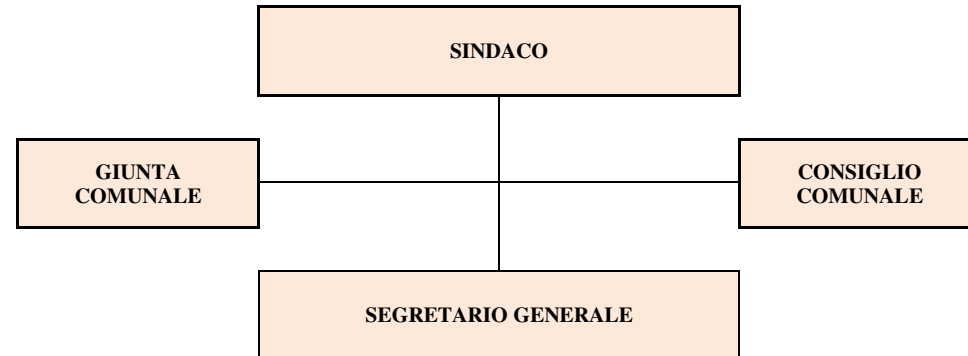 SINDACO
GIUNTA
COMUNALE
CONSIGLIO
COMUNALE
SEGRETARIO GENERALE